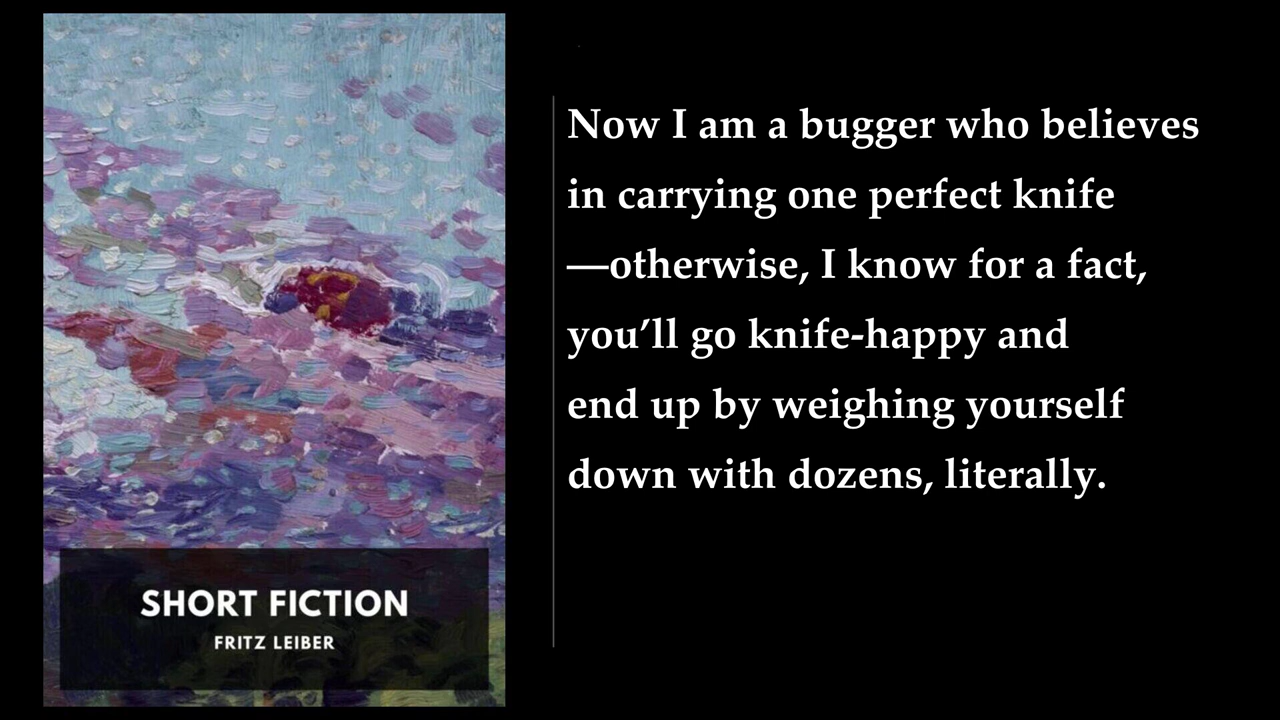 Now I am a bugger who believes
in carrying one perfect knife
—otherwise, I know for a fact,
you’ll go knife-happy and
end up by weighing yourself
down with dozens, literally.
SHORT FICTION
FRITZ LEIBER